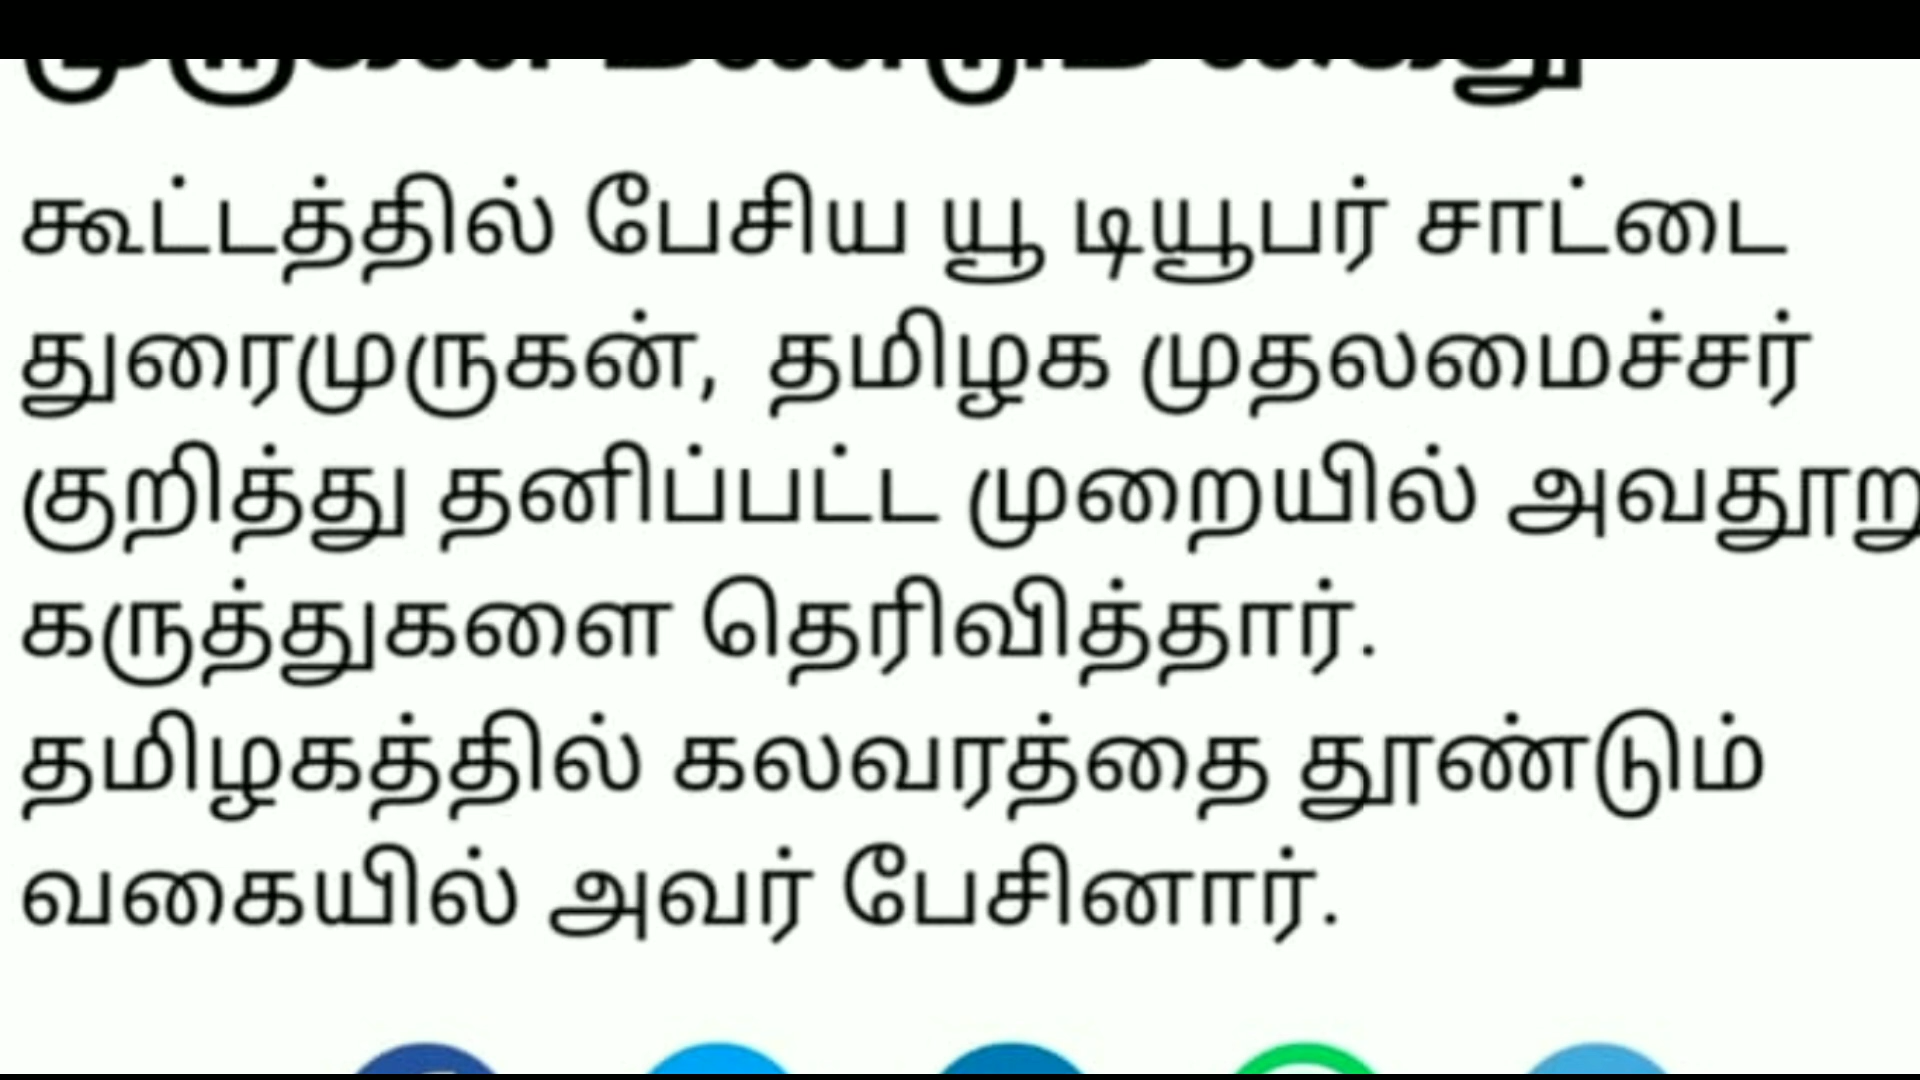 கூட்டத்தில் பேசிய யூ டியூபர் சாட்டை
துரைமுருகன், தமிழக முதலமைச்சர்
குறித்து தனிப்பட்ட முறையில் அவதூறு
கருத்துகளை தெரிவித்தார்.
தமிழகத்தில் கலவரத்தை தூண்டும்
வகையில் அவர் பேசினார்.